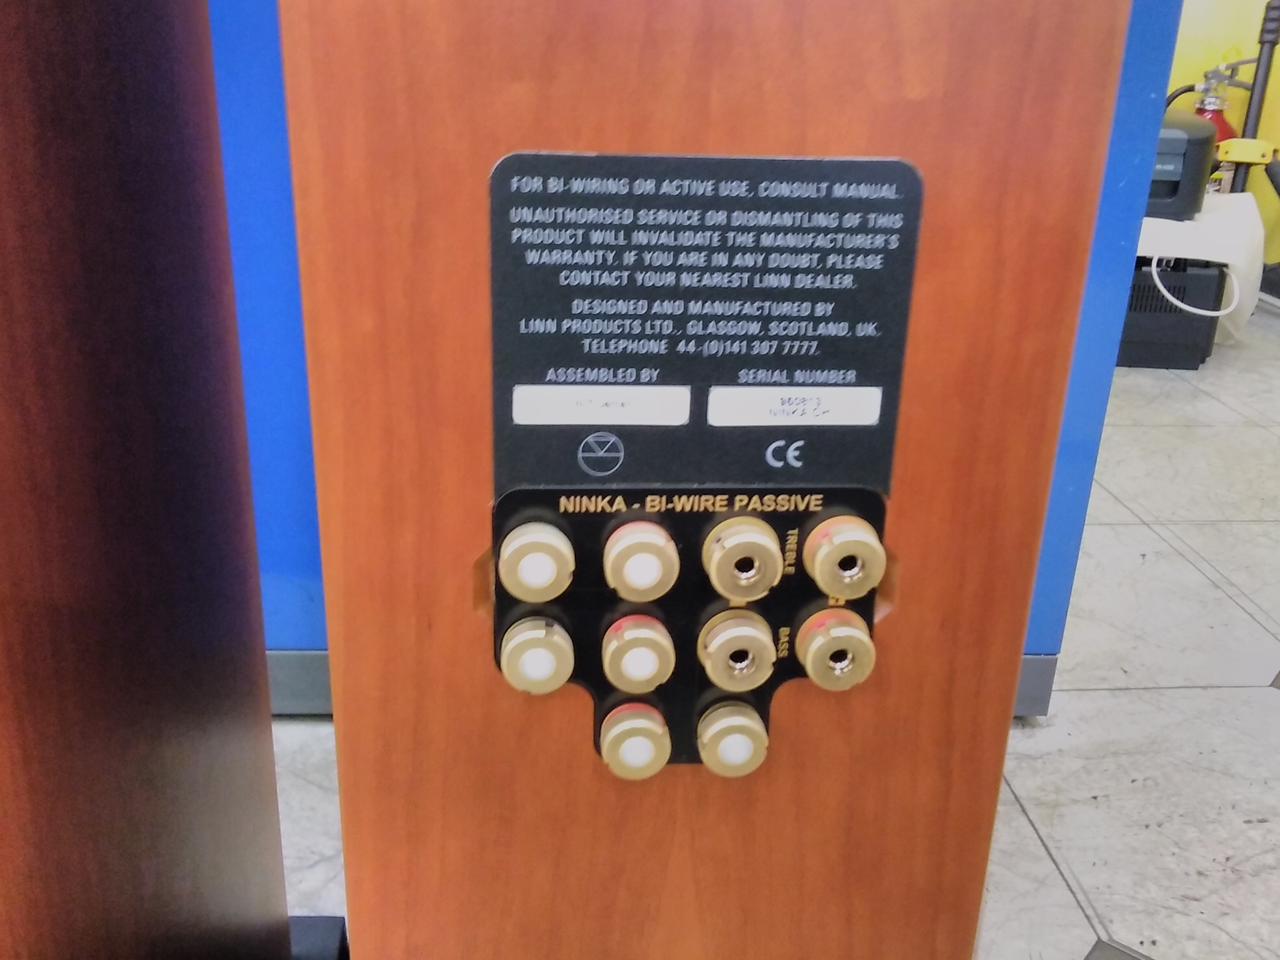 FOR BI-WIRING OR ACTIVE USE, CONSULT MANUAL.
UNAUTHORISED SERVICE OR DISMANTLING OF THIS
PRODUCT WILL INVALIDATE THE MANUFACTURER'S
WARRANTY. IF YOU ARE IN ANY DOUBT, PLEASE
CONTACT YOUR NEAREST LINN DEALER.
DESIGNED AND MANUFACTURED BY
LINN PRODUCTS LTD., GLASGOW, SCOTLAND, UK.
TELEPHONE 44-(0)141 307 7777.
ASSEMBLED BY
SERIAL NUMBER
NINKA
CE
NINKA - BI-WIRE PASSIVE
TREBLE
BASS